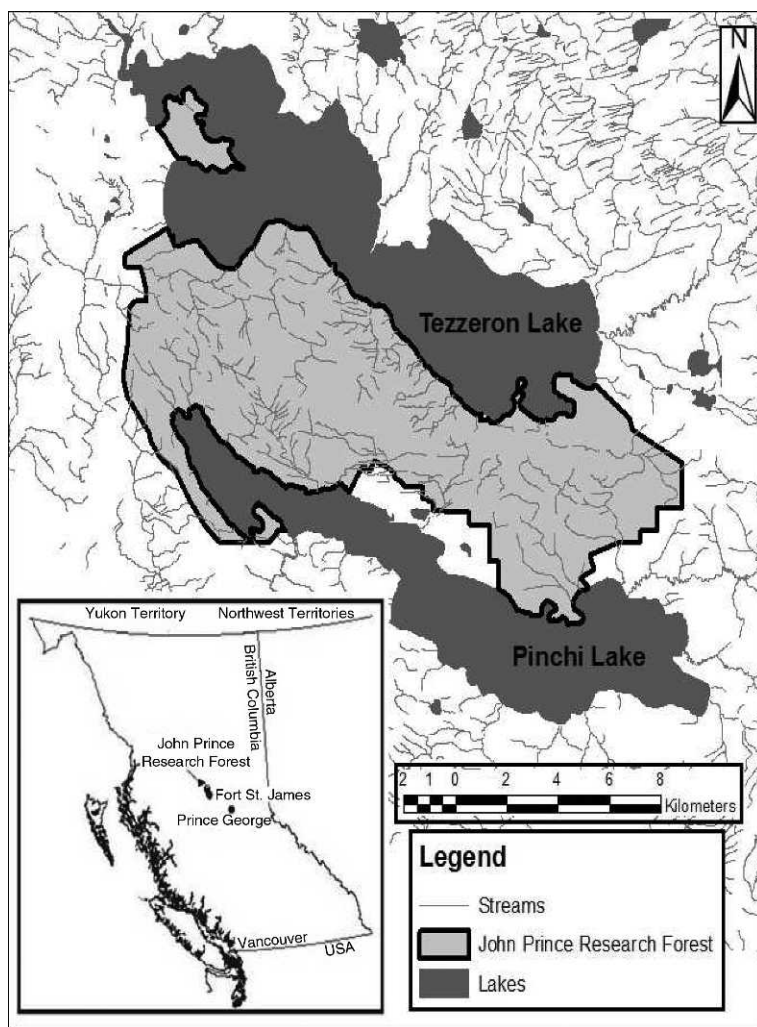 N
Tezzeron Lake
Pinchi Lake
Yukon Territory
Northwest Territories
British Columbia
Alberta
John Prince
Research Forest
Fort St. James
Prince George
Vancouver
USA
2 1 0 2 4 6 8
Kilometers
Legend
Streams
John Prince Research Forest
Lakes